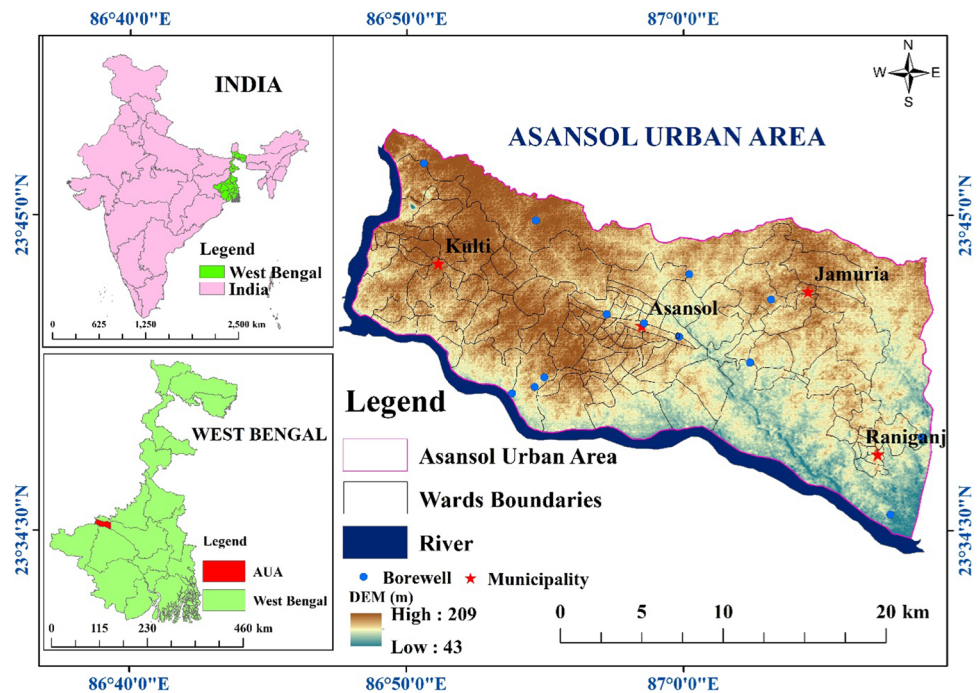 86°40'0"E
86°50'0"E
87°0'0"E
23°45'0"N
23°34'30"N
INDIA
Legend
West Bengal
India
0 625 1,250 2,500 km
WEST BENGAL
Legend
AUA
West Bengal
0 115 230 460 km
N
W E
S
ASANSOL URBAN AREA
Kulti
Jamuria
Asansol
Raniganj
Legend
Asansol Urban Area
Wards Boundaries
River
Borewell Municipality
DEM (m)
High : 209
Low : 43
0 5 10 20 km
23°45'0"N
23°34'30"N
86°40'0"E
86°50'0"E
87°0'0"E